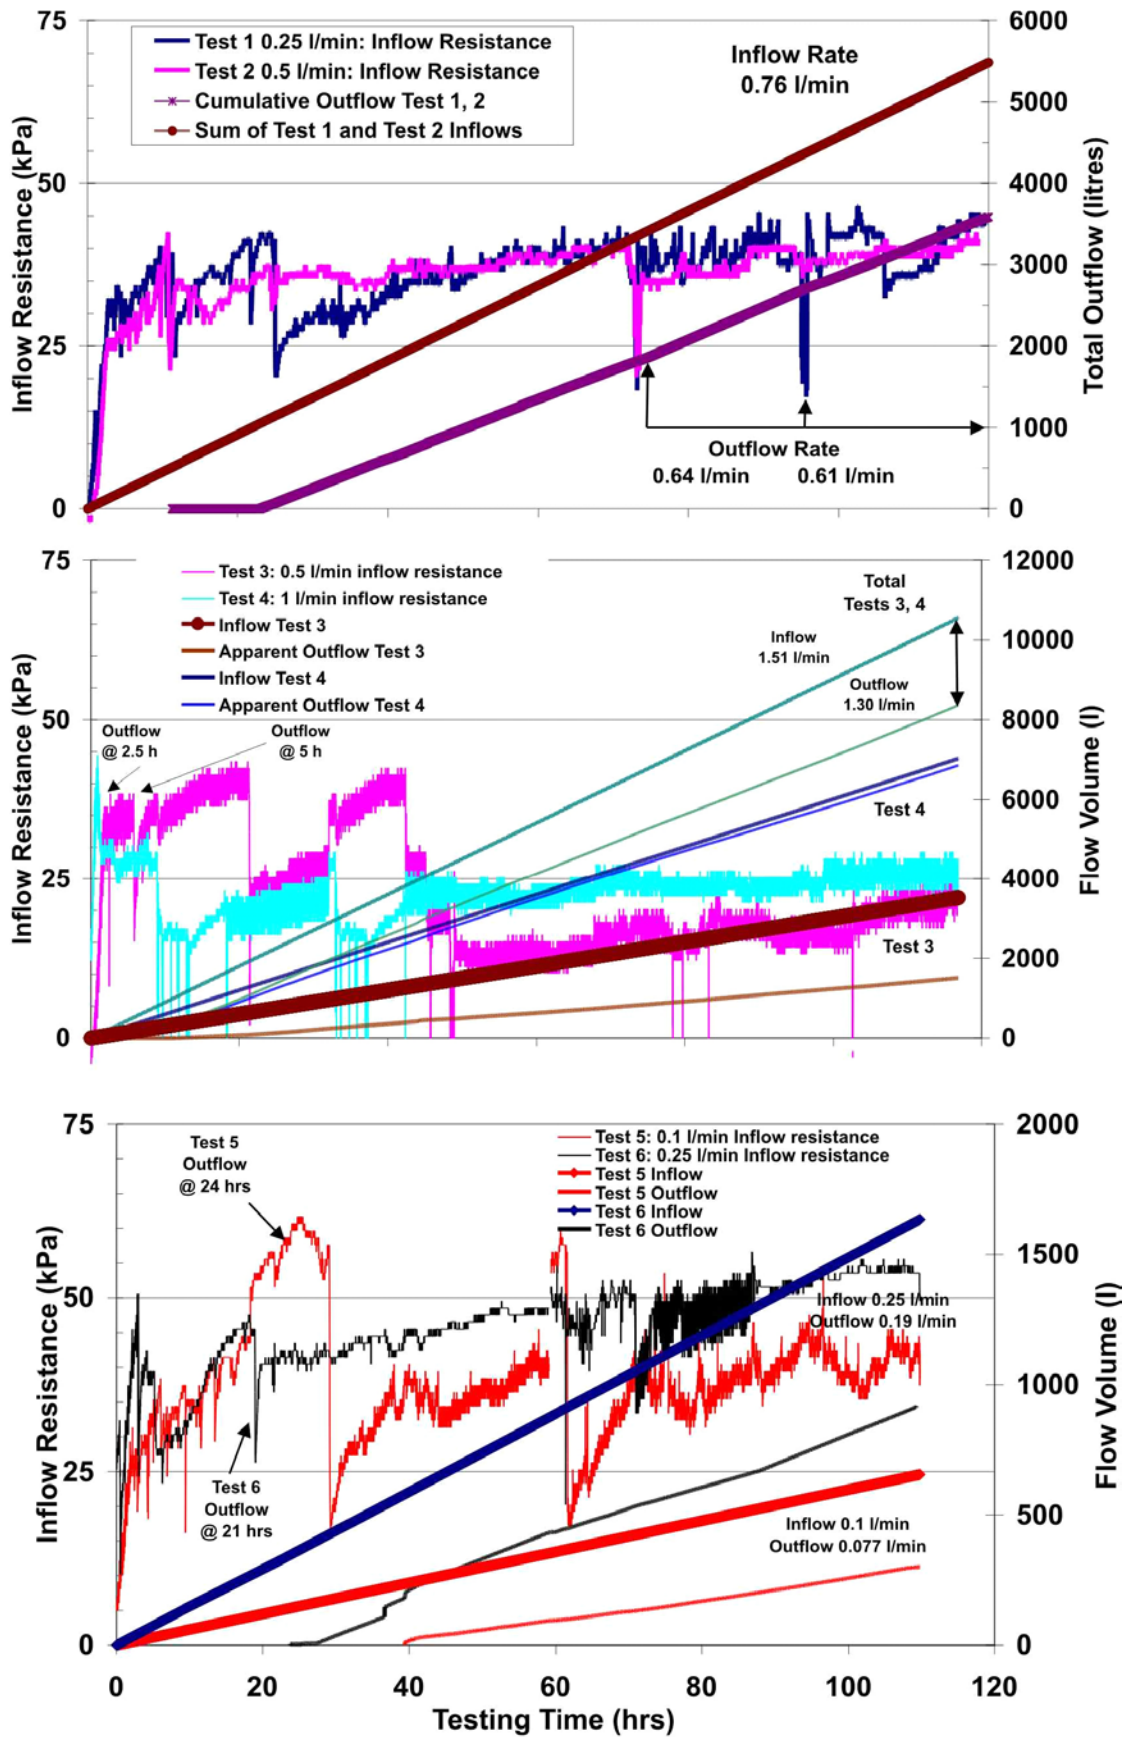 75
50
25
0
Inflow Resistance (kPa)
Test 1 0.25 l/min: Inflow Resistance
Test 2 0.5 l/min: Inflow Resistance
Cumulative Outflow Test 1, 2
Sum of Test 1 and Test 2 Inflows
Inflow Rate
0.76 l/min
Outflow Rate
0.64 l/min
0.61 l/min
6000
5000
4000
3000
2000
1000
0
Total Outflow (litres)
75
50
25
0
Inflow Resistance (kPa)
Test 3: 0.5 l/min inflow resistance
Test 4: 1 l/min inflow resistance
Inflow Test 3
Apparent Outflow Test 3
Inflow Test 4
Apparent Outflow Test 4
Outflow
@ 2.5 h
Outflow
@ 5 h
Total
Tests 3, 4
Inflow
1.51 l/min
Outflow
1.30 l/min
Test 4
Test 3
12000
10000
8000
6000
4000
2000
0
Flow Volume (l)
75
50
25
0
Inflow Resistance (kPa)
Test 5
Outflow
@ 24 hrs
Test 5: 0.1 l/min Inflow resistance
Test 6: 0.25 l/min Inflow resistance
Test 5 Inflow
Test 5 Outflow
Test 6 Inflow
Test 6 Outflow
Inflow 0.25 l/min
Outflow 0.19 l/min
Test 6
Outflow
@ 21 hrs
Inflow 0.1 l/min
Outflow 0.077 l/min
2000
1500
1000
500
0
Flow Volume (l)
0 20 40 60 80 100 120
Testing Time (hrs)